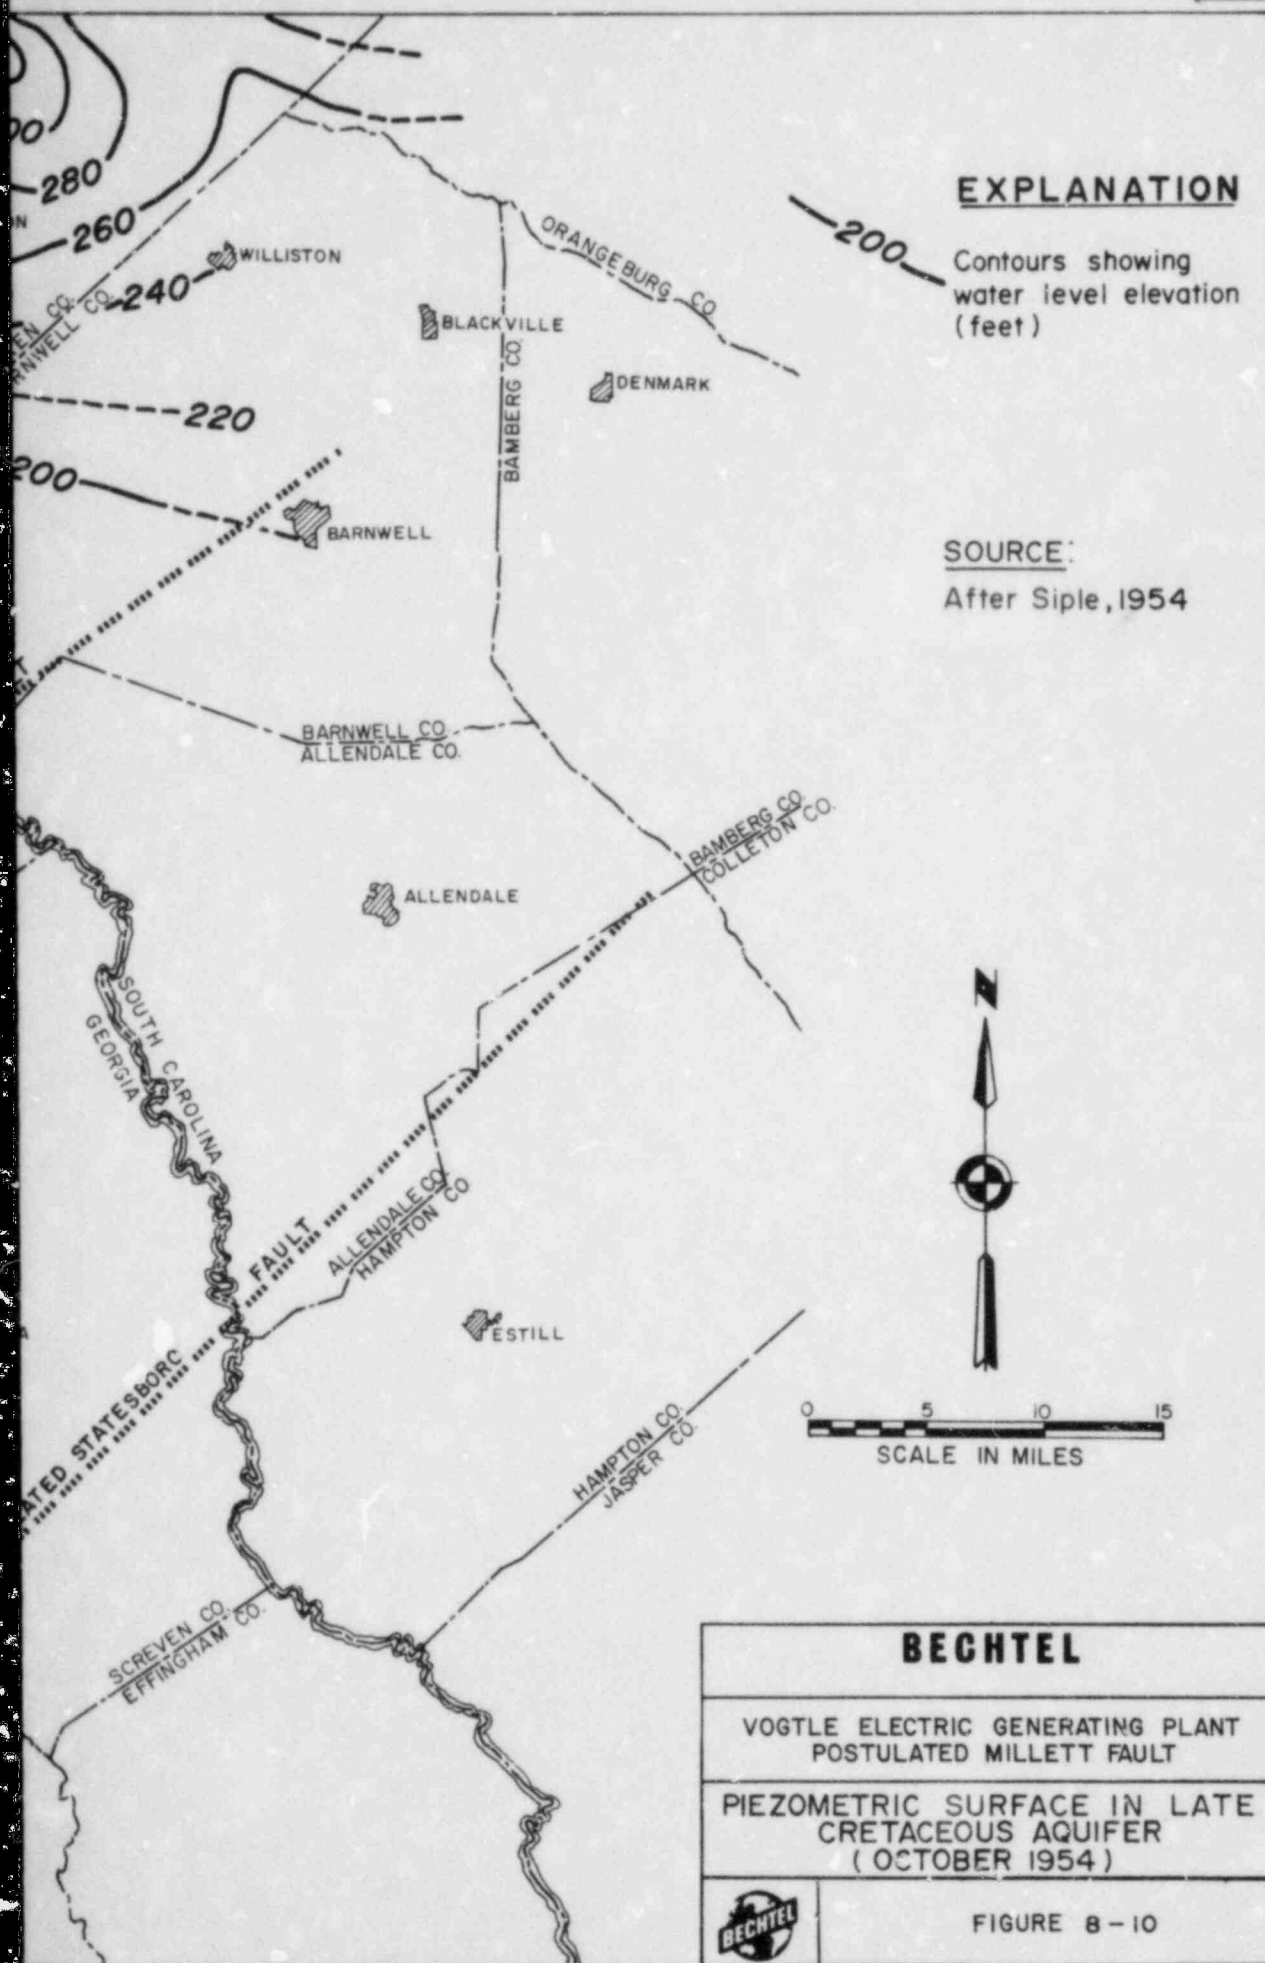 280
260
240
220
200
WILLISTON
BARNWELL CO.
ORANGEBURG CO
BLACKVILLE
BAMBERG CO.
DENMARK
BARNWELL
BARNWELL CO.
ALLENDALE CO.
BAMBERG CO.
COLLETON CO.
ALLENDALE
SOUTH CAROLINA
GEORGIA
FAULT
ALLENDALE CO.
HAMPTON CO
ESTILL
ATED STATESBORO
HAMPTON CO.
JASPER CO.
SCREVEN CO.
EFFINGHAM CO.
EXPLANATION
200
Contours showing
water level elevation
(feet)
SOURCE:
After Siple, 1954
N
0 5 10 15
SCALE IN MILES
BECHTEL
VOGTLE ELECTRIC GENERATING PLANT
POSTULATED MILLETT FAULT
PIEZOMETRIC SURFACE IN LATE
CRETACEOUS AQUIFER
(OCTOBER 1954)
BECHTEL
FIGURE 8-10